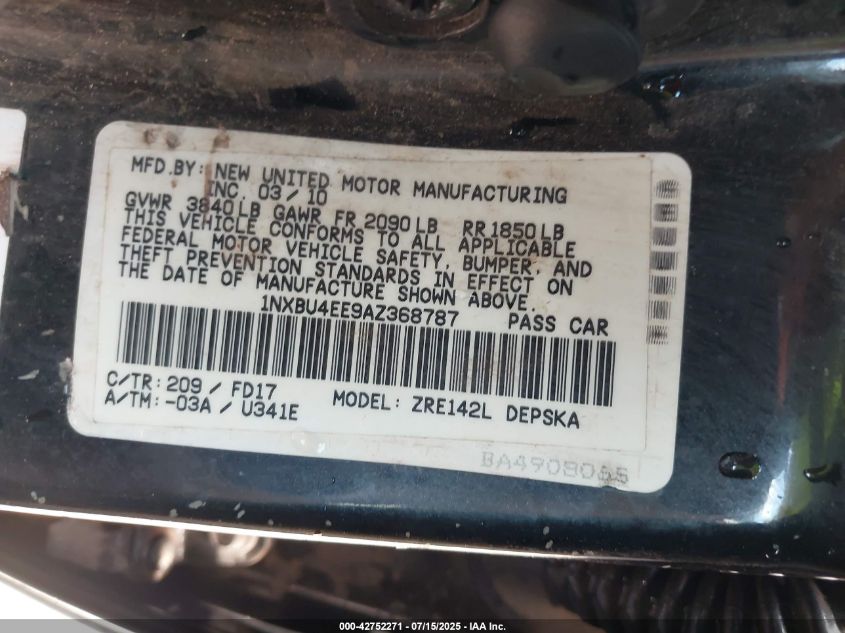 MFD.BY: NEW UNITED MOTOR MANUFACTURING
INC. 03/10
GVWR 3840LB GAWR FR 2090LB RR1850LB
THIS VEHICLE CONFORMS TO ALL APPLICABLE
FEDERAL MOTOR VEHICLE SAFETY, BUMPER, AND
THEFT PREVENTION STANDARDS IN EFFECT ON
THE DATE OF MANUFACTURE SHOWN ABOVE.
1NXBU4EE9AZ368787 PASS CAR
C/TR: 209 / FD17
A/TM: -03A / U341E MODEL: ZRE142L DEPSKA
BA4908065
000-42752271 - 07/15/2025 - IAA Inc.